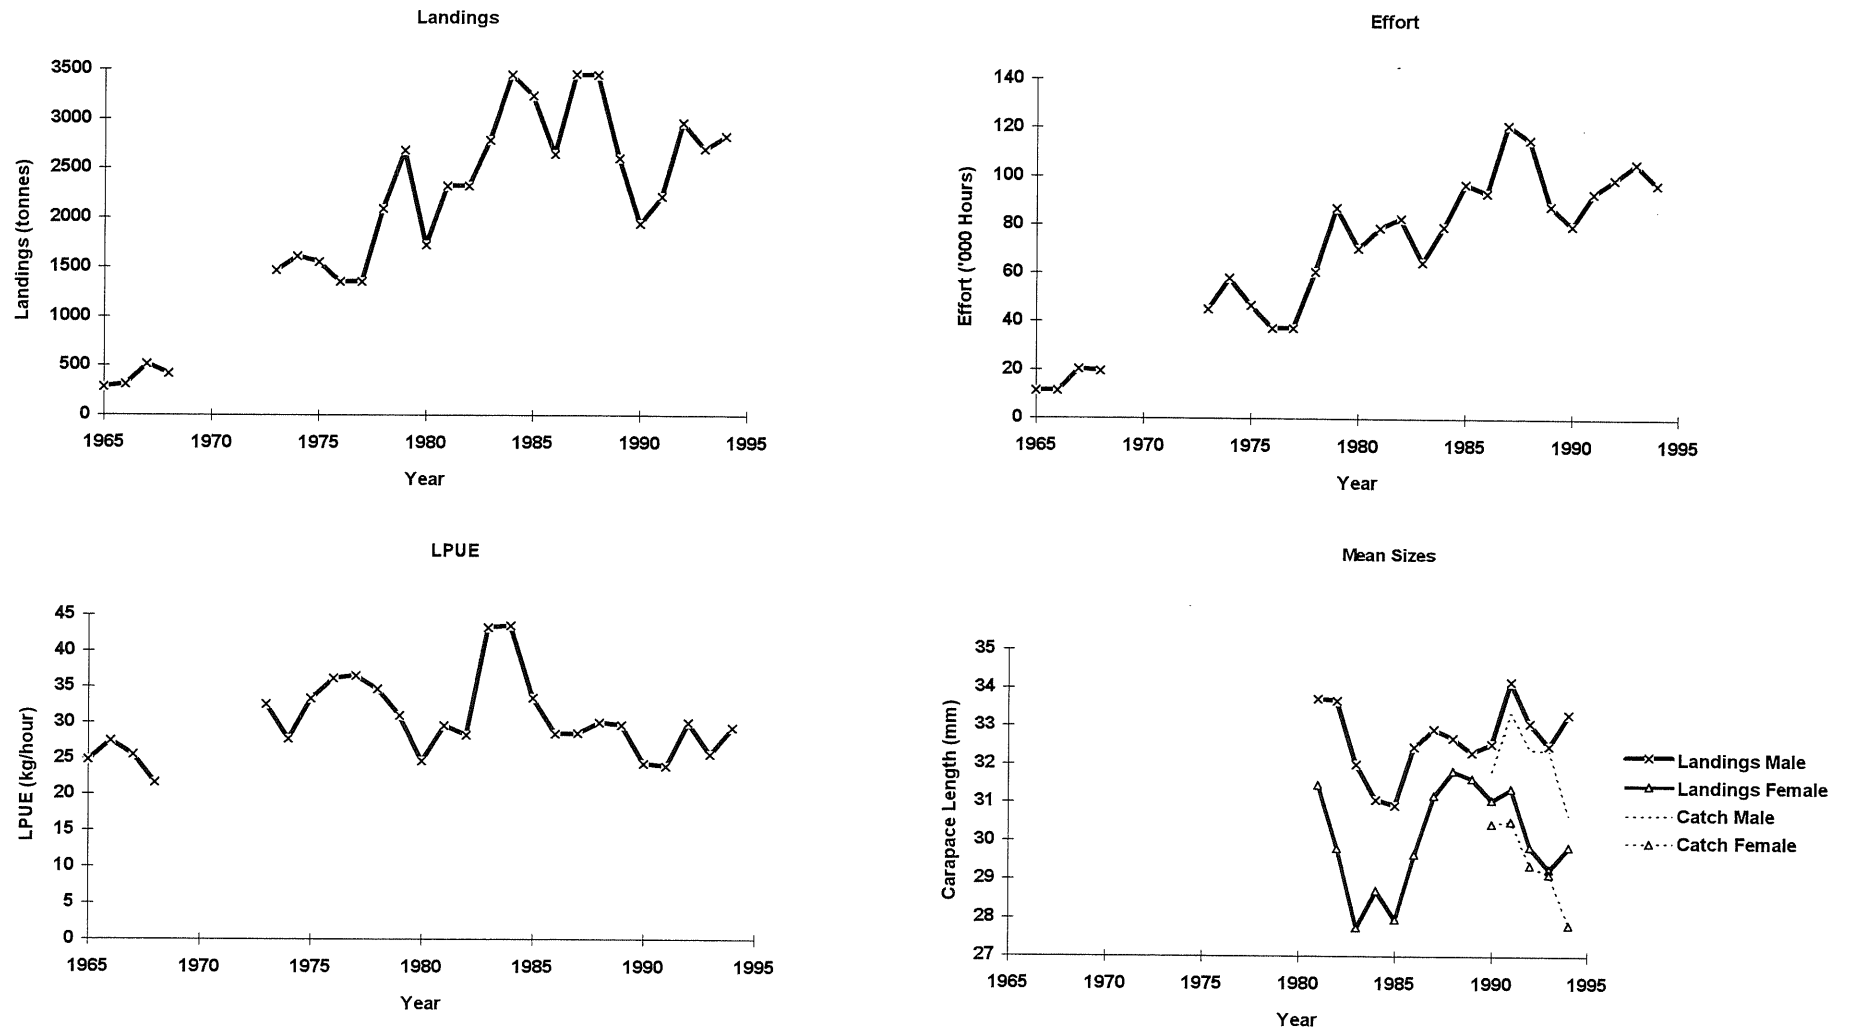 Landings
3500
3000
2500
2000
1500
1000
500
0
Landings (tonnes)
1965 1970 1975 1980 1985 1990 1995
Year
Effort
140
120
100
80
60
40
20
0
Effort ('000 Hours)
1965 1970 1975 1980 1985 1990 1995
Year
LPUE
45
40
35
30
25
20
15
10
5
0
LPUE (kg/hour)
1965 1970 1975 1980 1985 1990 1995
Year
Mean Sizes
35
34
33
32
31
30
29
28
27
Carapace Length (mm)
1965 1970 1975 1980 1985 1990 1995
Year
Landings Male
Landings Female
Catch Male
Catch Female